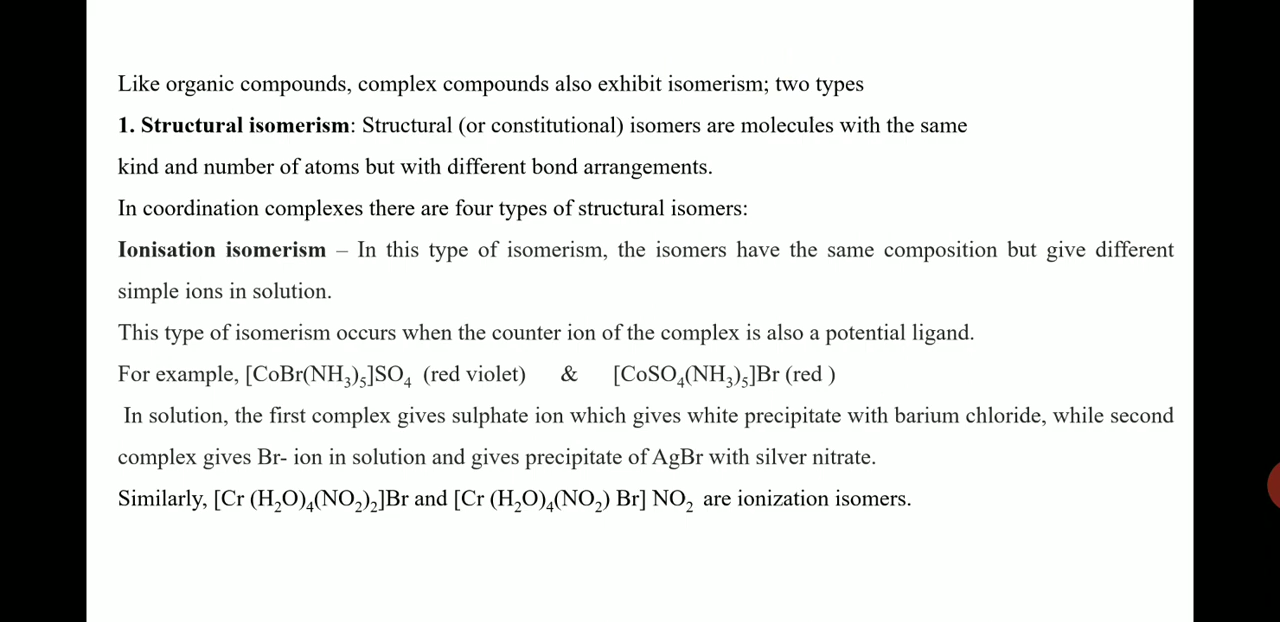 Like organic compounds, complex compounds also exhibit isomerism; two types
1. Structural isomerism: Structural (or constitutional) isomers are molecules with the same
kind and number of atoms but with different bond arrangements.
In coordination complexes there are four types of structural isomers:
Ionisation isomerism – In this type of isomerism, the isomers have the same composition but give different
simple ions in solution.
This type of isomerism occurs when the counter ion of the complex is also a potential ligand.
For example, [CoBr(NH₃)₅]SO₄ (red violet) & [CoSO₄(NH₃)₅]Br (red )
In solution, the first complex gives sulphate ion which gives white precipitate with barium chloride, while second
complex gives Br- ion in solution and gives precipitate of AgBr with silver nitrate.
Similarly, [Cr (H₂O)₄(NO₂)₂]Br and [Cr (H₂O)₄(NO₂) Br] NO₂ are ionization isomers.